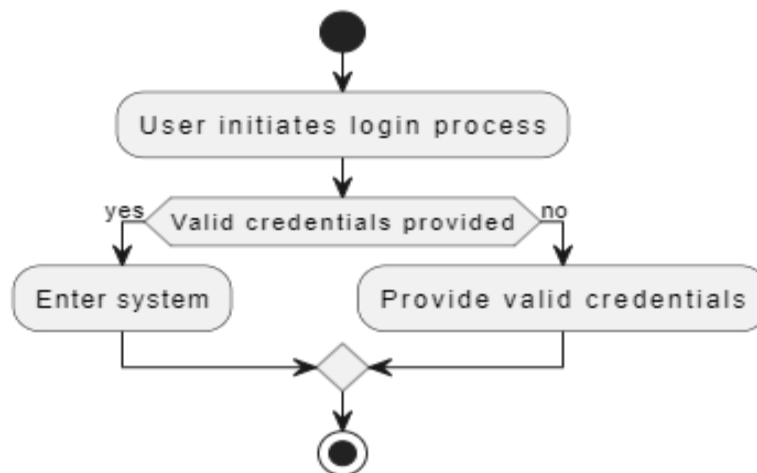 User initiates login process
yes
Valid credentials provided
no
Enter system
Provide valid credentials